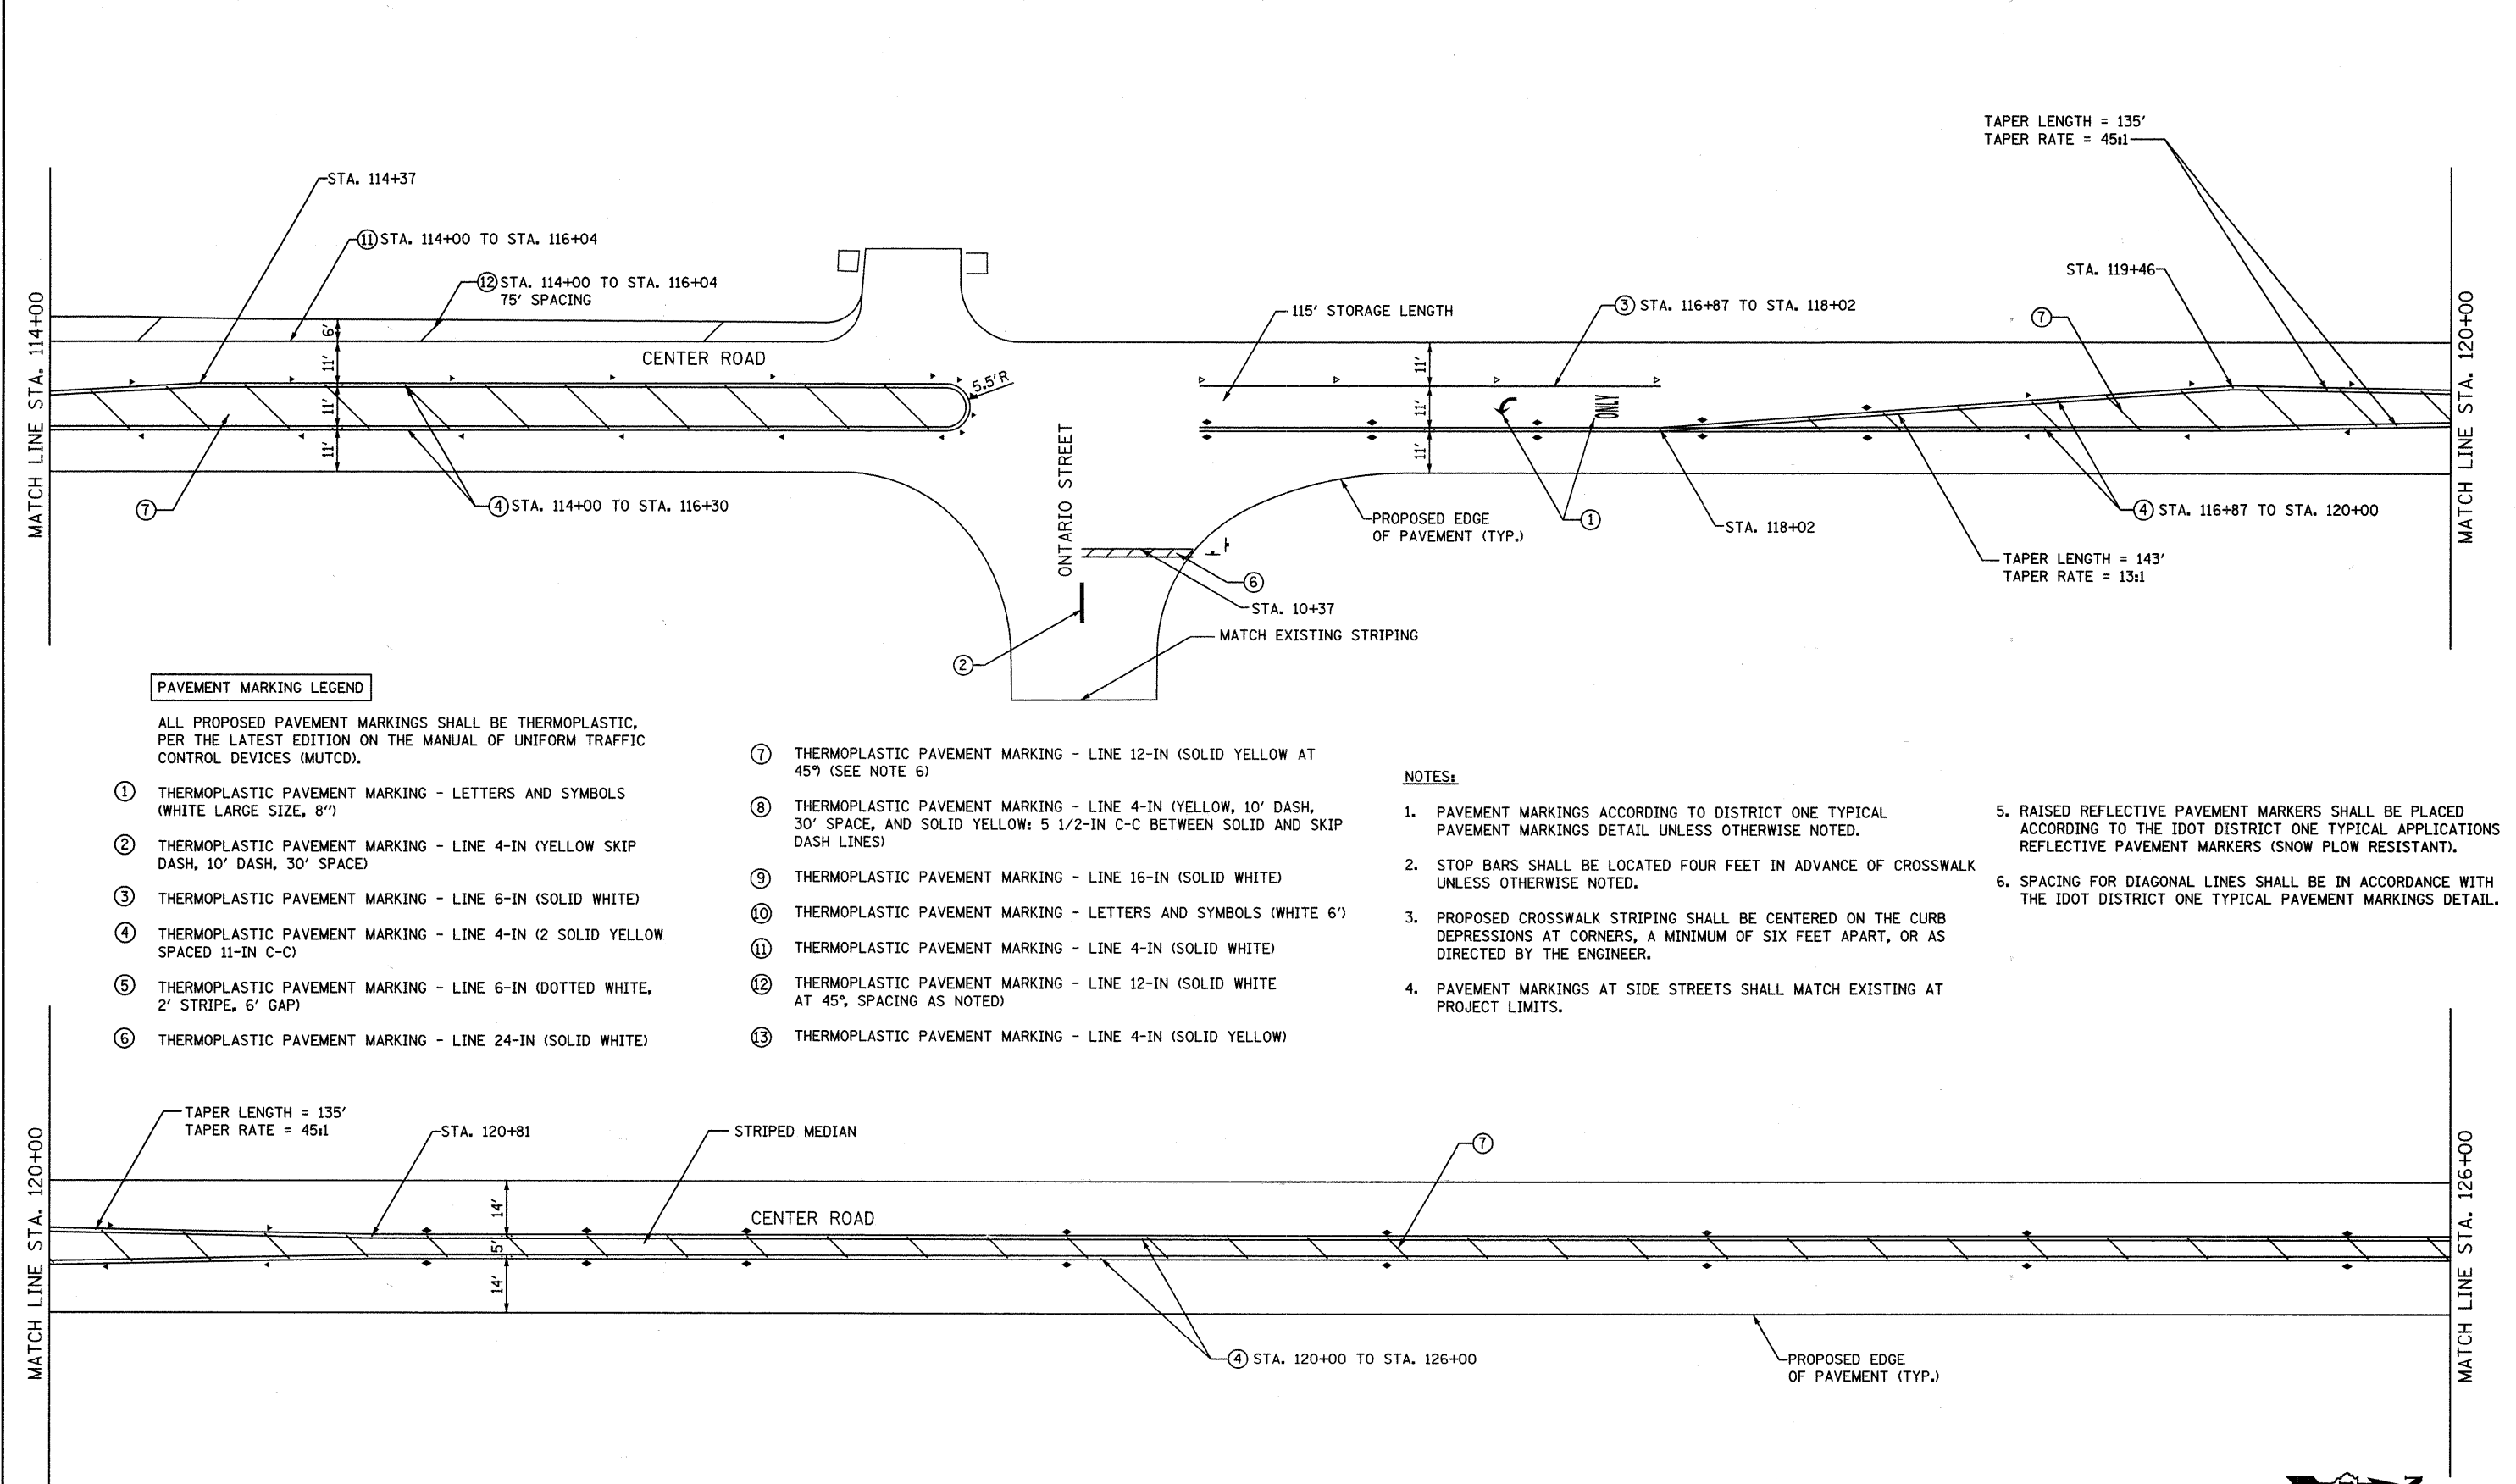 TAPER LENGTH = 135'
TAPER RATE = 45:1
STA. 114+37
⑪ STA. 114+00 TO STA. 116+04
⑫ STA. 114+00 TO STA. 116+04
75' SPACING
STA. 119+46
115' STORAGE LENGTH
③ STA. 116+87 TO STA. 118+02
⑦
MATCH LINE STA. 114+00
6'
11'
11'
11'
CENTER ROAD
5.5'R
11'
11'
11'
ONLY
MATCH LINE STA. 120+00
⑦
④ STA. 114+00 TO STA. 116+30
ONTARIO STREET
PROPOSED EDGE
OF PAVEMENT (TYP.)
①
STA. 118+02
④ STA. 116+87 TO STA. 120+00
TAPER LENGTH = 143'
TAPER RATE = 13:1
⑥
STA. 10+37
MATCH EXISTING STRIPING
②
PAVEMENT MARKING LEGEND
ALL PROPOSED PAVEMENT MARKINGS SHALL BE THERMOPLASTIC,
PER THE LATEST EDITION ON THE MANUAL OF UNIFORM TRAFFIC
CONTROL DEVICES (MUTCD).
① THERMOPLASTIC PAVEMENT MARKING - LETTERS AND SYMBOLS
(WHITE LARGE SIZE, 8")
② THERMOPLASTIC PAVEMENT MARKING - LINE 4-IN (YELLOW SKIP
DASH, 10' DASH, 30' SPACE)
③ THERMOPLASTIC PAVEMENT MARKING - LINE 6-IN (SOLID WHITE)
④ THERMOPLASTIC PAVEMENT MARKING - LINE 4-IN (2 SOLID YELLOW
SPACED 11-IN C-C)
⑤ THERMOPLASTIC PAVEMENT MARKING - LINE 6-IN (DOTTED WHITE,
2' STRIPE, 6' GAP)
⑥ THERMOPLASTIC PAVEMENT MARKING - LINE 24-IN (SOLID WHITE)
⑦ THERMOPLASTIC PAVEMENT MARKING - LINE 12-IN (SOLID YELLOW AT
45°) (SEE NOTE 6)
⑧ THERMOPLASTIC PAVEMENT MARKING - LINE 4-IN (YELLOW, 10' DASH,
30' SPACE, AND SOLID YELLOW: 5 1/2-IN C-C BETWEEN SOLID AND SKIP
DASH LINES)
⑨ THERMOPLASTIC PAVEMENT MARKING - LINE 16-IN (SOLID WHITE)
⑩ THERMOPLASTIC PAVEMENT MARKING - LETTERS AND SYMBOLS (WHITE 6')
⑪ THERMOPLASTIC PAVEMENT MARKING - LINE 4-IN (SOLID WHITE)
⑫ THERMOPLASTIC PAVEMENT MARKING - LINE 12-IN (SOLID WHITE
AT 45°, SPACING AS NOTED)
⑬ THERMOPLASTIC PAVEMENT MARKING - LINE 4-IN (SOLID YELLOW)
NOTES:
1. PAVEMENT MARKINGS ACCORDING TO DISTRICT ONE TYPICAL
PAVEMENT MARKINGS DETAIL UNLESS OTHERWISE NOTED.
2. STOP BARS SHALL BE LOCATED FOUR FEET IN ADVANCE OF CROSSWALK
UNLESS OTHERWISE NOTED.
3. PROPOSED CROSSWALK STRIPING SHALL BE CENTERED ON THE CURB
DEPRESSIONS AT CORNERS, A MINIMUM OF SIX FEET APART, OR AS
DIRECTED BY THE ENGINEER.
4. PAVEMENT MARKINGS AT SIDE STREETS SHALL MATCH EXISTING AT
PROJECT LIMITS.
5. RAISED REFLECTIVE PAVEMENT MARKERS SHALL BE PLACED
ACCORDING TO THE IDOT DISTRICT ONE TYPICAL APPLICATIONS
REFLECTIVE PAVEMENT MARKERS (SNOW PLOW RESISTANT).
6. SPACING FOR DIAGONAL LINES SHALL BE IN ACCORDANCE WITH
THE IDOT DISTRICT ONE TYPICAL PAVEMENT MARKINGS DETAIL.
TAPER LENGTH = 135'
TAPER RATE = 45:1
STA. 120+81
STRIPED MEDIAN
⑦
MATCH LINE STA. 120+00
14'
5'
14'
CENTER ROAD
MATCH LINE STA. 126+00
④ STA. 120+00 TO STA. 126+00
PROPOSED EDGE
OF PAVEMENT (TYP.)